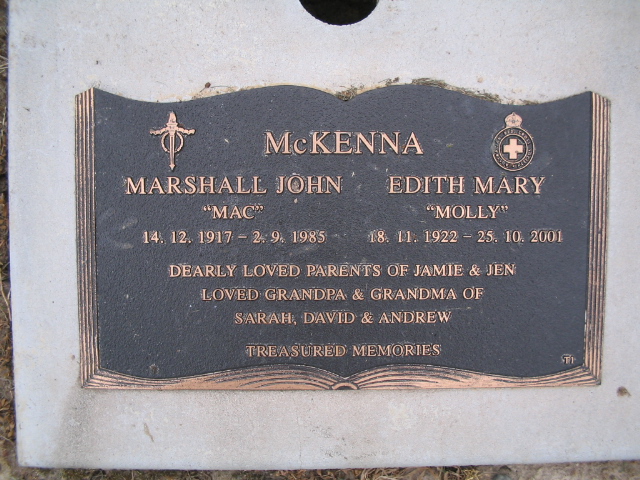 McKENNA
MARSHALL JOHN EDITH MARY
"MAC" "MOLLY"
14. 12. 1917 – 2. 9. 1985 18. 11. 1922 – 25. 10. 2001
DEARLY LOVED PARENTS OF JAMIE & JEN
LOVED GRANDPA & GRANDMA OF
SARAH, DAVID & ANDREW
TREASURED MEMORIES